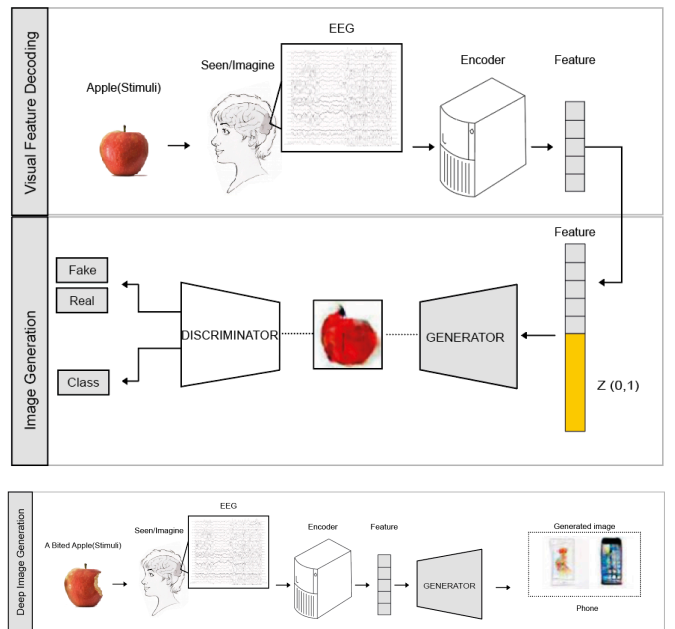 Visual Feature Decoding
EEG
Seen/Imagine
Encoder
Feature
Apple(Stimuli)
Image Generation
Feature
Fake
Real
DISCRIMINATOR
GENERATOR
Class
Z (0,1)
Deep Image Generation
EEG
Seen/Imagine
Encoder
Feature
Generated image
A Bited Apple(Stimuli)
GENERATOR
Phone